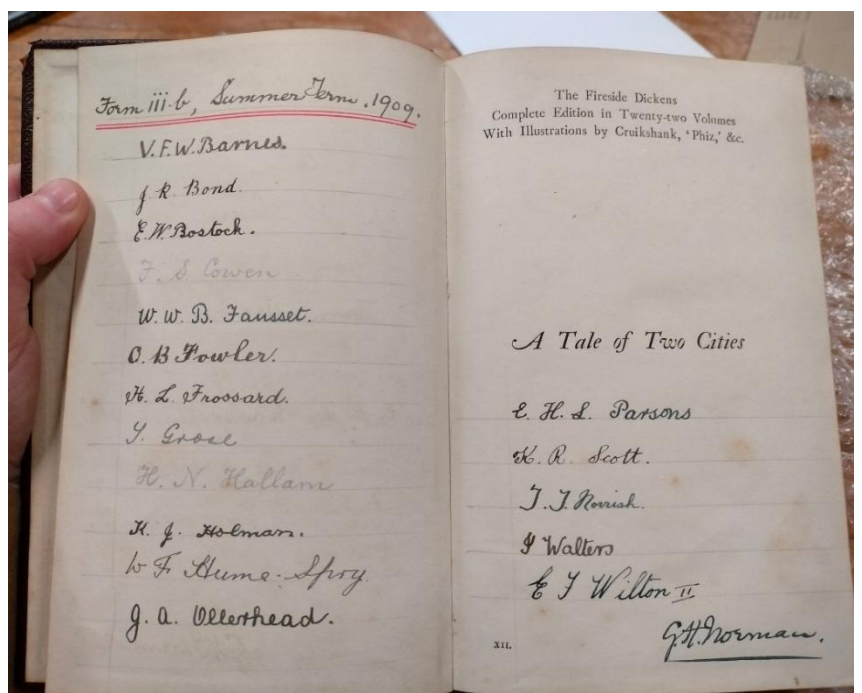 Form iii-b, Summer Term. 1909.
V. F. W. Barnes.
J R Bond.
E. W. Bostock.
F. S. Cowen
W. W. B. Fausset.
O. B Fowler.
H. L. Frossard.
Y. Grose
H. N. Hallam
K. J. Holman.
W F Hume-Spry
J. A. Ollerhead.
The Fireside Dickens
Complete Edition in Twenty-two Volumes
With Illustrations by Cruikshank, ‘Phiz,’ &c.
A Tale of Two Cities
E. H. L. Parsons
K. R. Scott.
T. J. Norrish.
Walters
E J Wilton II
G. H. Norman.
XII.